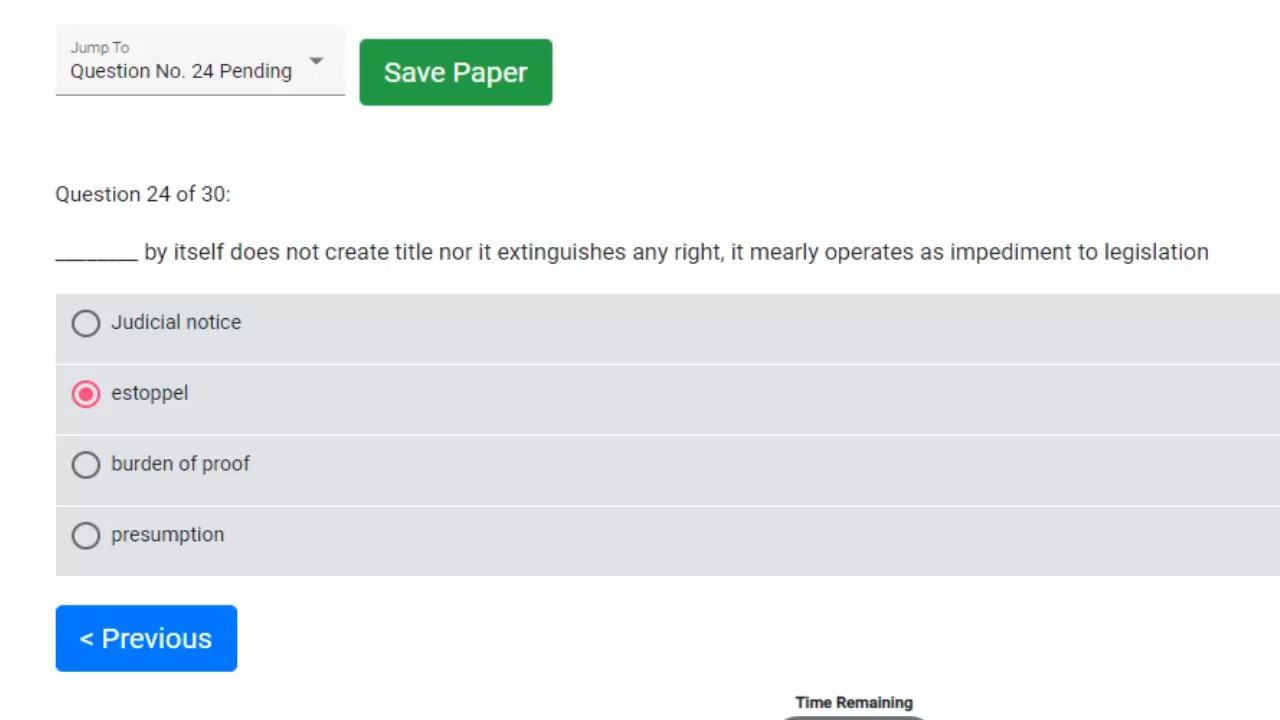 Jump To
Question No. 24 Pending
Save Paper
Question 24 of 30:
________ by itself does not create title nor it extinguishes any right, it mearly operates as impediment to legislation
Judicial notice
estoppel
burden of proof
presumption
< Previous
Time Remaining